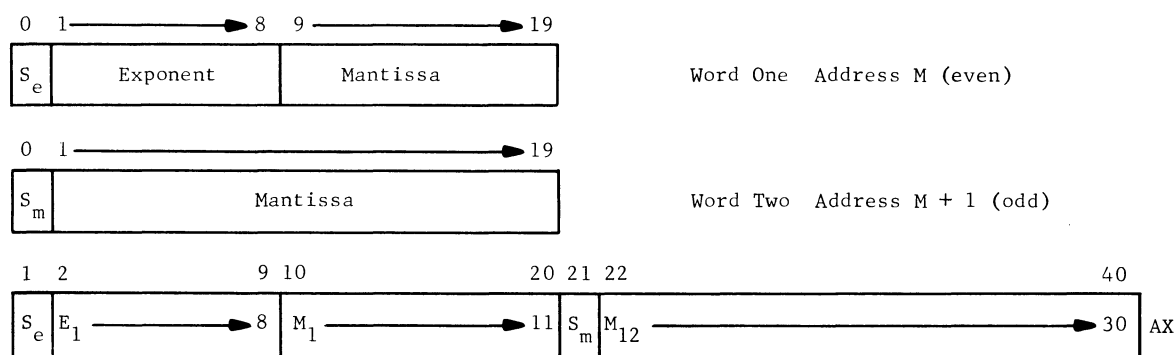 0 1 8 9 19
Se Exponent Mantissa Word One Address M (even)
0 1 19
Sm Mantissa Word Two Address M + 1 (odd)
1 2 9 10 20 21 22 40
Se E1 8 M1 11 Sm M12 30 AX